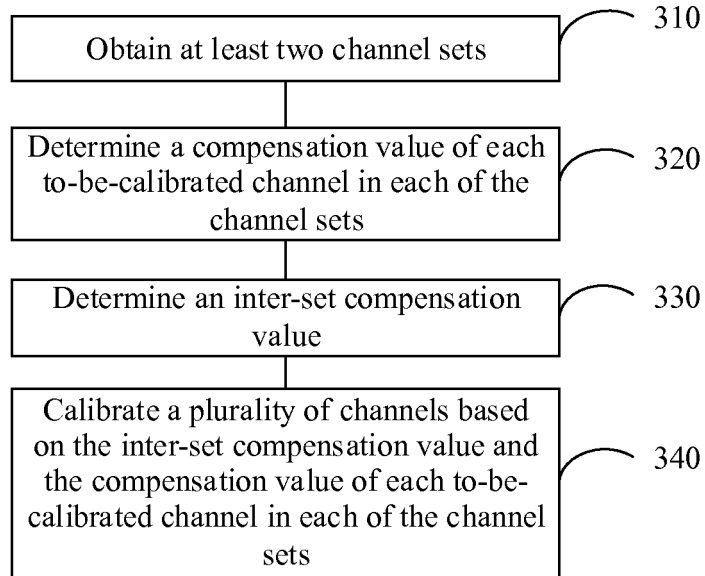 Obtain at least two channel sets
310
Determine a compensation value of each
to-be-calibrated channel in each of the
channel sets
320
Determine an inter-set compensation
value
330
Calibrate a plurality of channels based
on the inter-set compensation value and
the compensation value of each to-be-
calibrated channel in each of the channel
sets
340